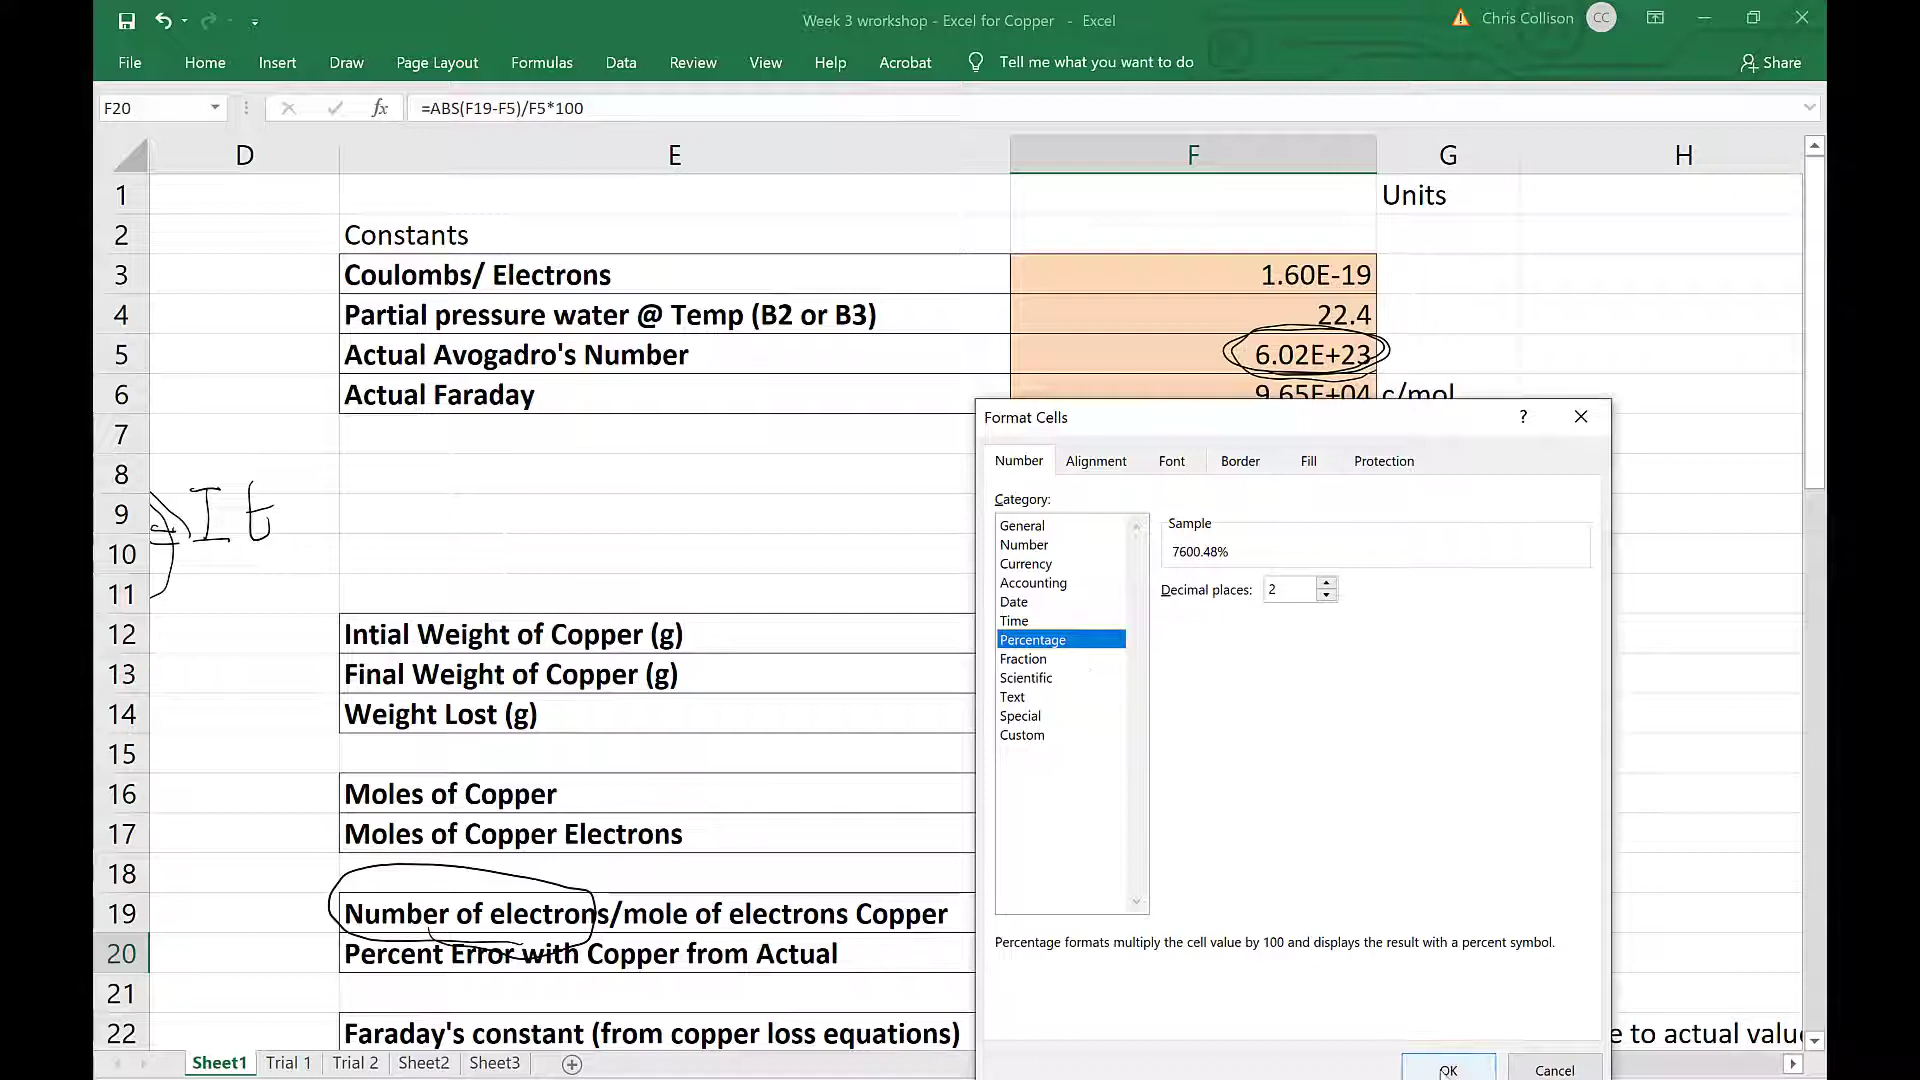 Week 3 wrokshop - Excel for Copper - Excel
Chris Collison CC
File Home Insert Draw Page Layout Formulas Data Review View Help Acrobat Tell me what you want to do Share
F20 fx =ABS(F19-F5)/F5*100
D E F G H
1 Units
2 Constants
3 Coulombs/ Electrons 1.60E-19
4 Partial pressure water @ Temp (B2 or B3) 22.4
5 Actual Avogadro's Number 6.02E+23
6 Actual Faraday 9.65E+04 c/mol
7
8
9 = I t
10
11
12 Intial Weight of Copper (g)
13 Final Weight of Copper (g)
14 Weight Lost (g)
15
16 Moles of Copper
17 Moles of Copper Electrons
18
19 Number of electrons/mole of electrons Copper
20 Percent Error with Copper from Actual
21
22 Faraday's constant (from copper loss equations) e to actual valu
Format Cells ?
Number Alignment Font Border Fill Protection
Category:
General
Number
Currency
Accounting
Date
Time
Percentage
Fraction
Scientific
Text
Special
Custom
Sample
7600.48%
Decimal places: 2
Percentage formats multiply the cell value by 100 and displays the result with a percent symbol.
OK Cancel
Sheet1 Trial 1 Trial 2 Sheet2 Sheet3